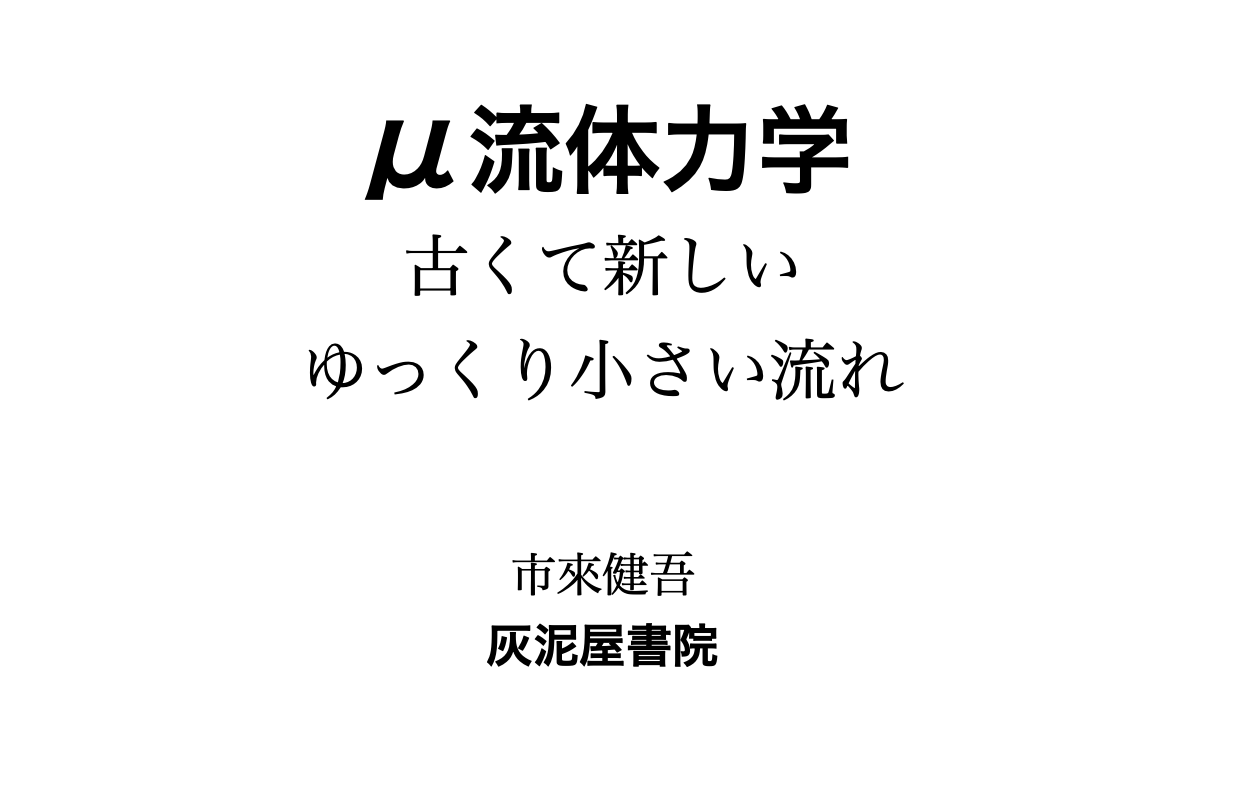 μ流体力学
古くて新しい
ゆっくり小さい流れ
市來健吾
灰泥屋書院